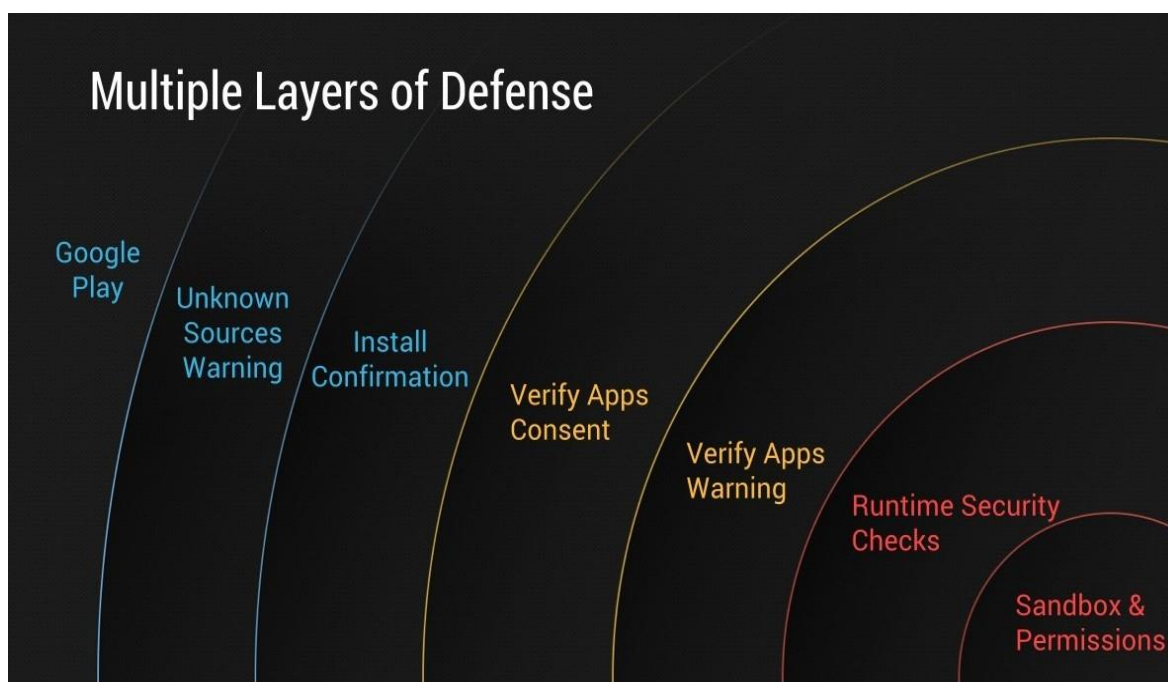 Multiple Layers of Defense
Google
Play
Unknown
Sources
Warning
Install
Confirmation
Verify Apps
Consent
Verify Apps
Warning
Runtime Security
Checks
Sandbox &
Permissions